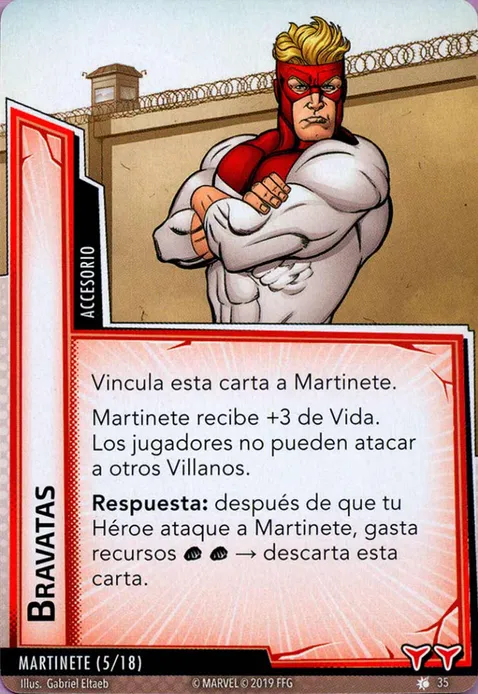 ACCESORIO
BRAVATAS
Vincula esta carta a Martinete.
Martinete recibe +3 de Vida.
Los jugadores no pueden atacar
a otros Villanos.
Respuesta: después de que tu
Héroe ataque a Martinete, gasta
recursos → descarta esta
carta.
MARTINETE (5/18)
Illus. Gabriel Eltaeb
© MARVEL © 2019 FFG
35